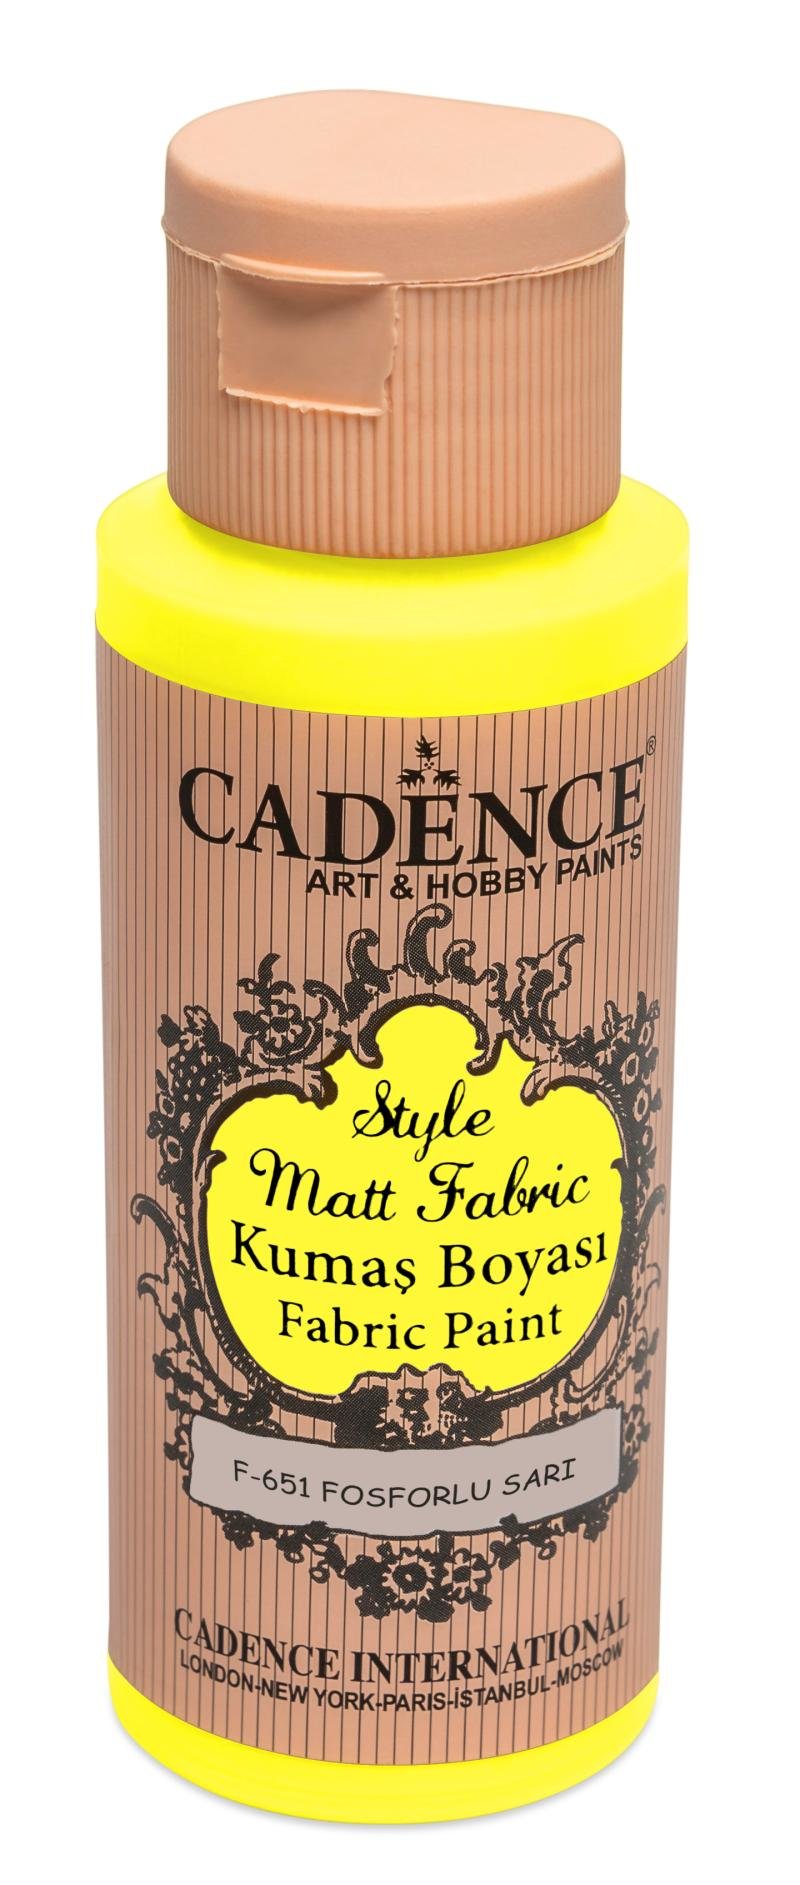 CADENCE®
ART & HOBBY PAINTS
Style
Matt Fabric
Kumaş Boyası
Fabric Paint
F-651 FOSFORLU SARI
CADENCE INTERNATIONAL
LONDON-NEW YORK-PARIS-İSTANBUL-MOSCOW